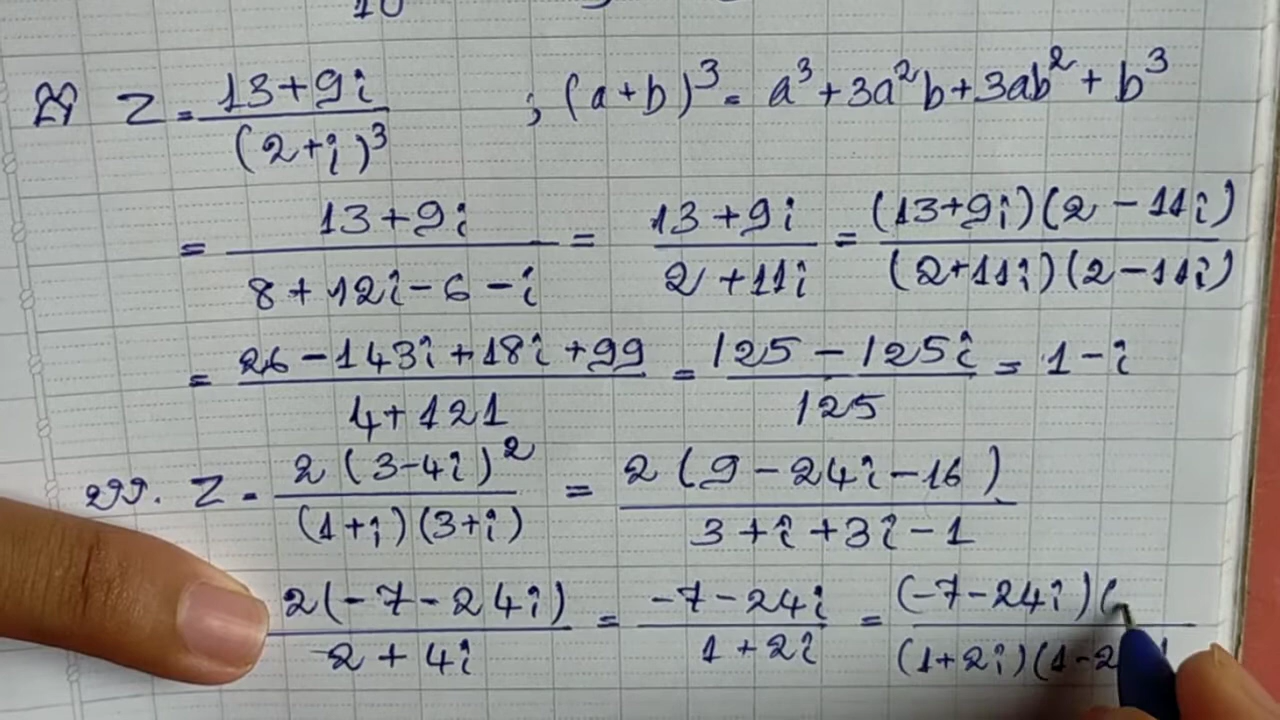 10
Z = 13+9i / (2+i)³ ; (a+b)³ = a³+3a²b+3ab²+b³
= 13+9i / 8+12i-6-i = 13+9i / 2+11i = (13+9i)(2-11i) / (2+11i)(2-11i)
= 26-143i+18i+99 / 4+121 = 125-125i / 125 = 1-i
Z = 2(3-4i)² / (1+i)(3+i) = 2(9-24i-16) / 3+i+3i-1
2(-7-24i) / 2+4i = -7-24i / 1+2i = (-7-24i)( / (1+2i)(1-2